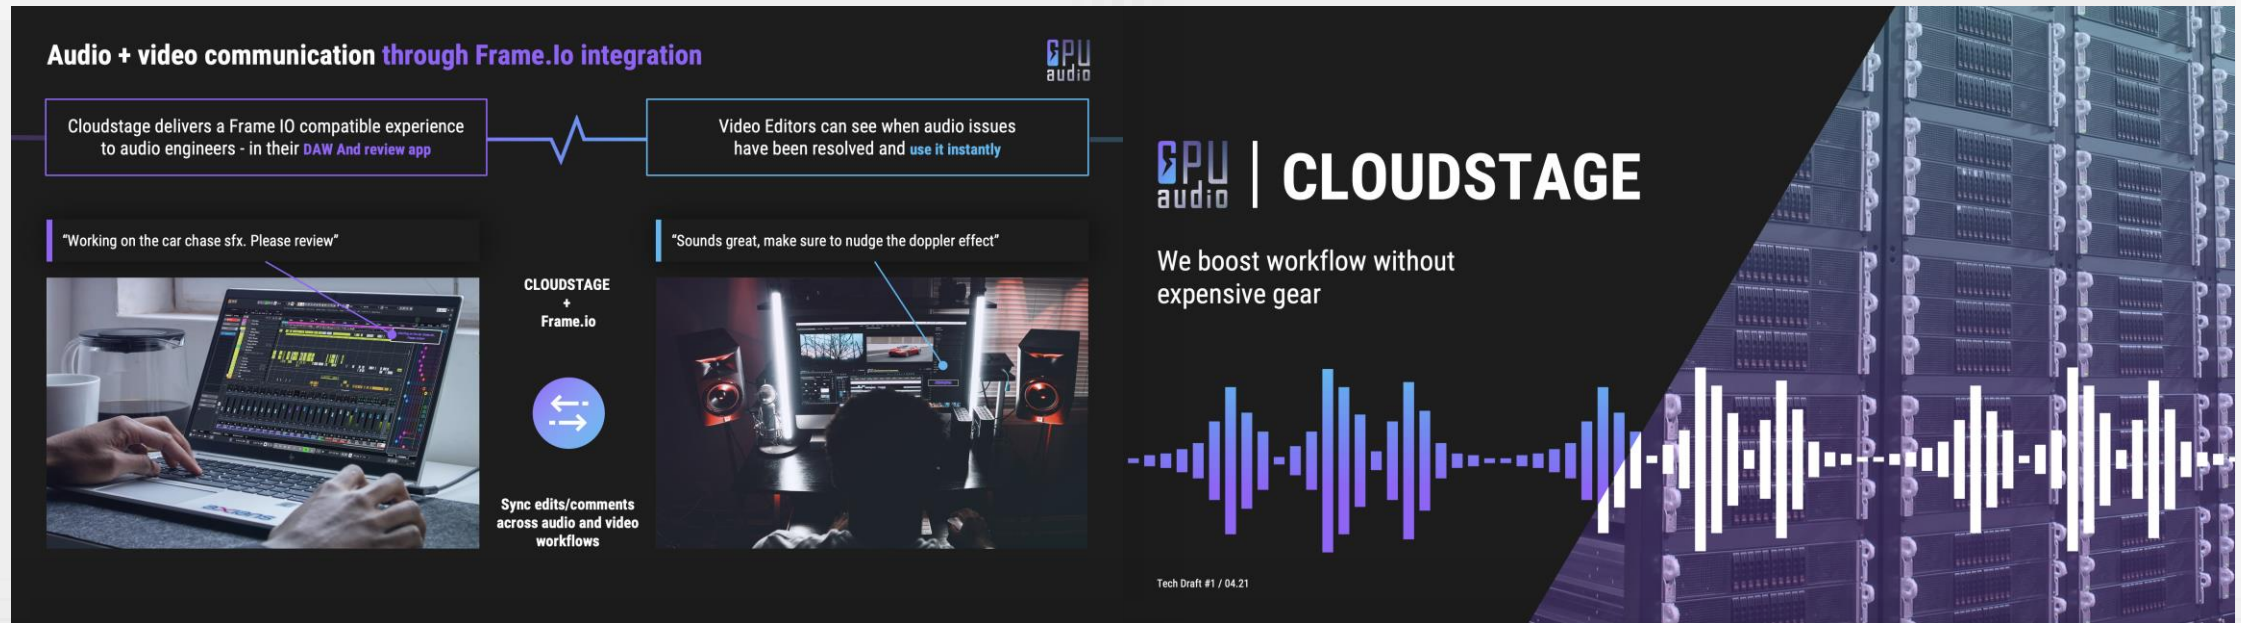 Audio + video communication through Frame.Io integration
GPU
audio
Cloudstage delivers a Frame IO compatible experience
to audio engineers - in their DAW And review app
Video Editors can see when audio issues
have been resolved and use it instantly
“Working on the car chase sfx. Please review”
“Sounds great, make sure to nudge the doppler effect”
CLOUDSTAGE
+
Frame.io
Sync edits/comments
across audio and video
workflows
GPU
audio
CLOUDSTAGE
We boost workflow without
expensive gear
Tech Draft #1 / 04.21